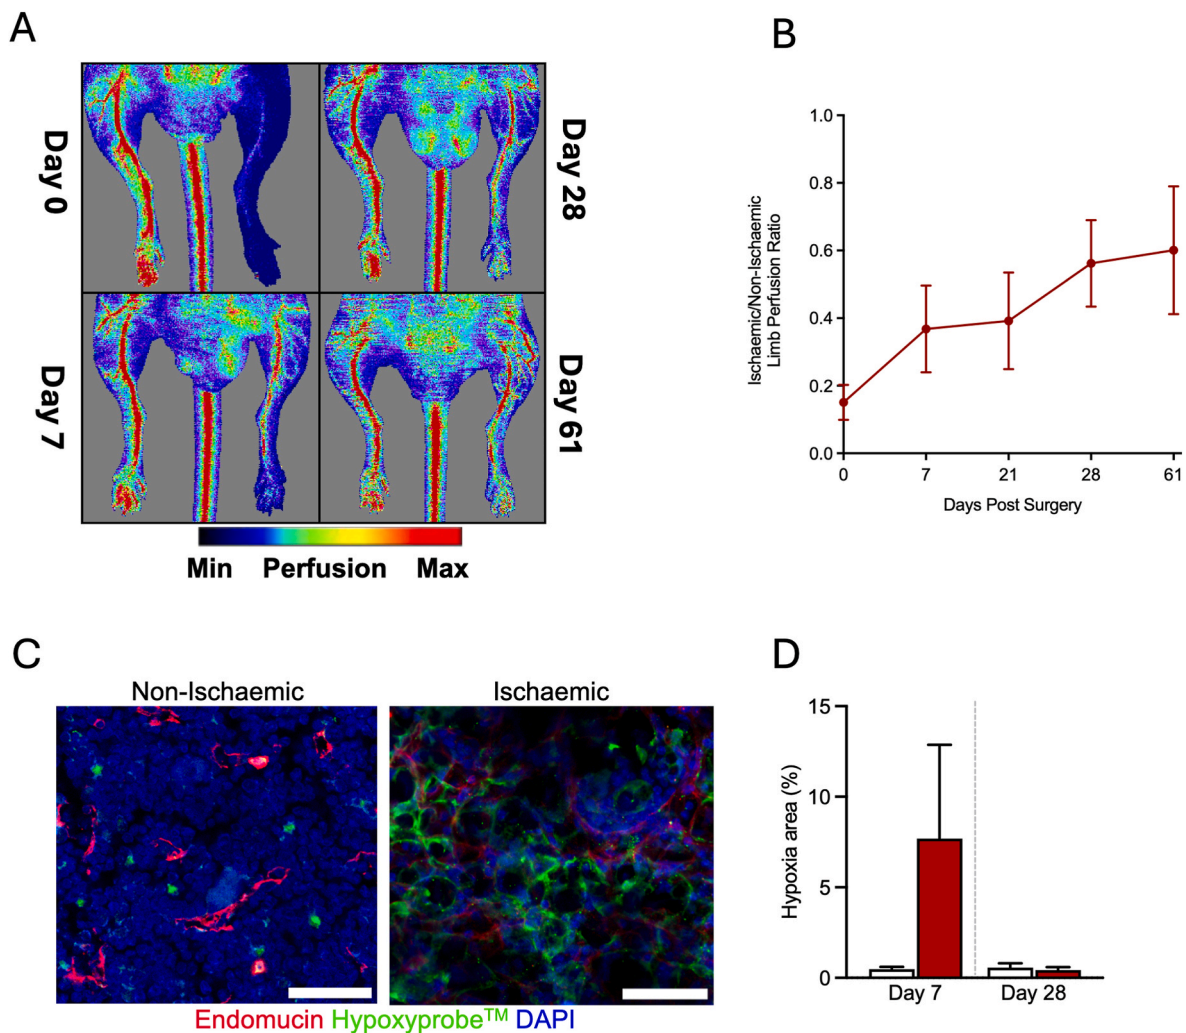 A
Day 0
Day 28
Day 7
Day 61
Min Perfusion Max
B
Ischaemic/Non-Ischaemic
Limb Perfusion Ratio
1.0
0.8
0.6
0.4
0.2
0.0
0 7 21 28 61
Days Post Surgery
C
Non-Ischaemic Ischaemic
Endomucin Hypoxyprobe™ DAPI
D
Hypoxia area (%)
15
10
5
0
Day 7 Day 28